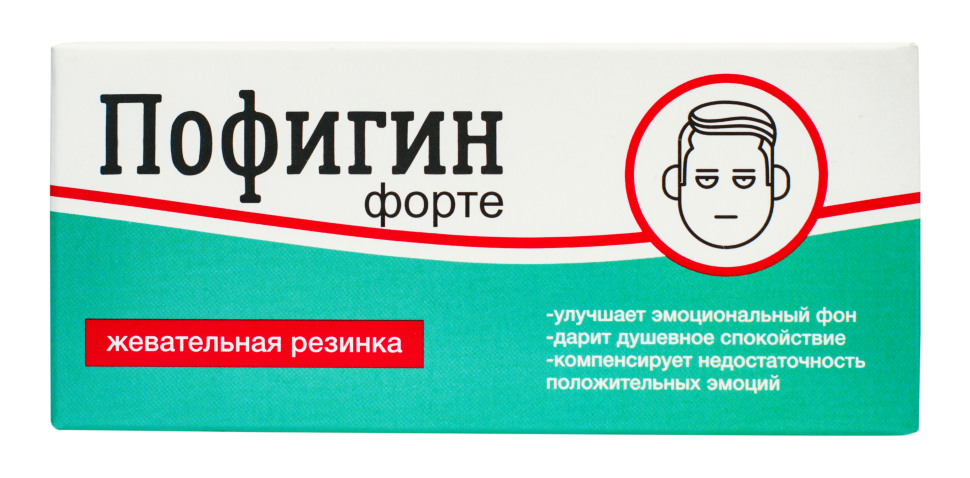 Пофигин
форте
жевательная резинка
-улучшает эмоциональный фон
-дарит душевное спокойствие
-компенсирует недостаточность
положительных эмоций